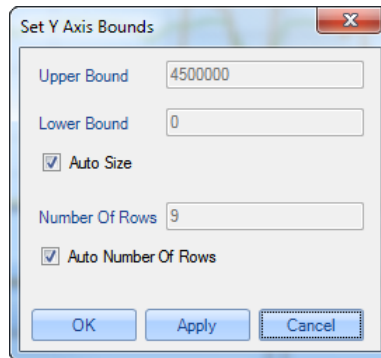 Set Y Axis Bounds
Upper Bound 4500000
Lower Bound 0
Auto Size
Number Of Rows 9
Auto Number Of Rows
OK Apply Cancel